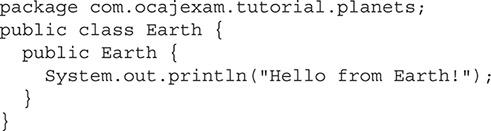 package com.ocajexam.tutorial.planets;
public class Earth {
  public Earth {
    System.out.println("Hello from Earth!");
  }
}